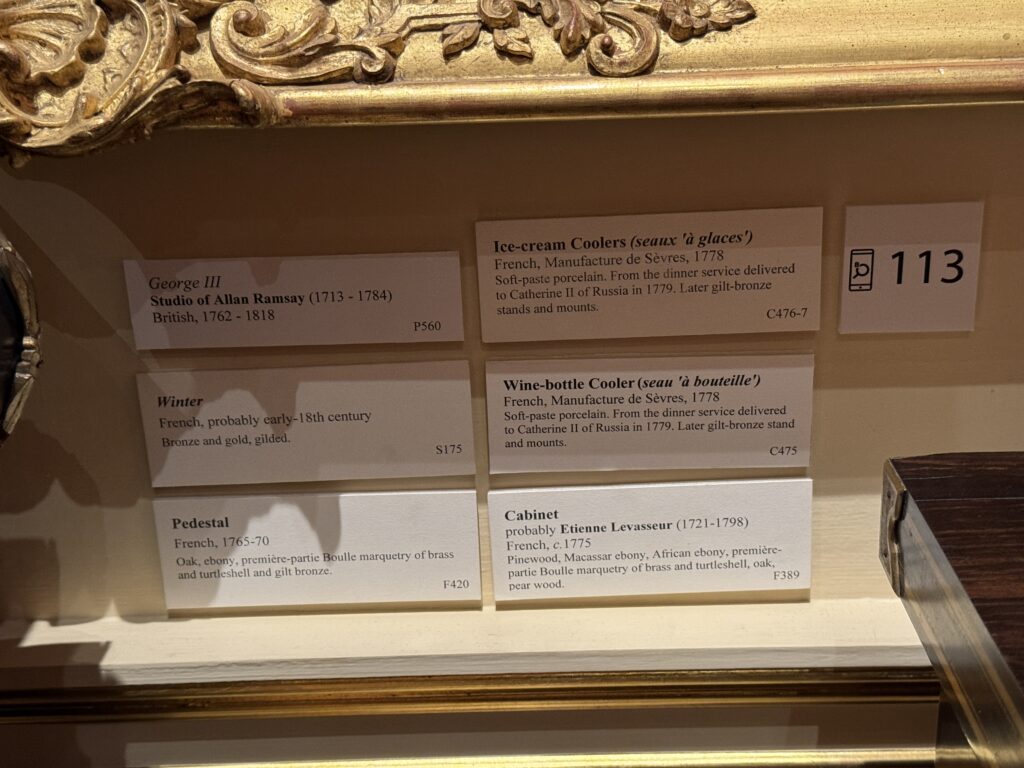 George III
Studio of Allan Ramsay (1713 - 1784)
British, 1762 - 1818
P560
Winter
French, probably early-18th century
Bronze and gold, gilded.
S175
Pedestal
French, 1765-70
Oak, ebony, première-partie Boulle marquetry of brass
and turtleshell and gilt bronze.
F420
Ice-cream Coolers (seaux 'à glaces')
French, Manufacture de Sèvres, 1778
Soft-paste porcelain. From the dinner service delivered
to Catherine II of Russia in 1779. Later gilt-bronze
stands and mounts.
C476-7
Wine-bottle Cooler (seau 'à bouteille')
French, Manufacture de Sèvres, 1778
Soft-paste porcelain. From the dinner service delivered
to Catherine II of Russia in 1779. Later gilt-bronze stand
and mounts.
C475
Cabinet
probably Etienne Levasseur (1721-1798)
French, c.1775
Pinewood, Macassar ebony, African ebony, première-
partie Boulle marquetry of brass and turtleshell, oak,
pear wood.
F389
113